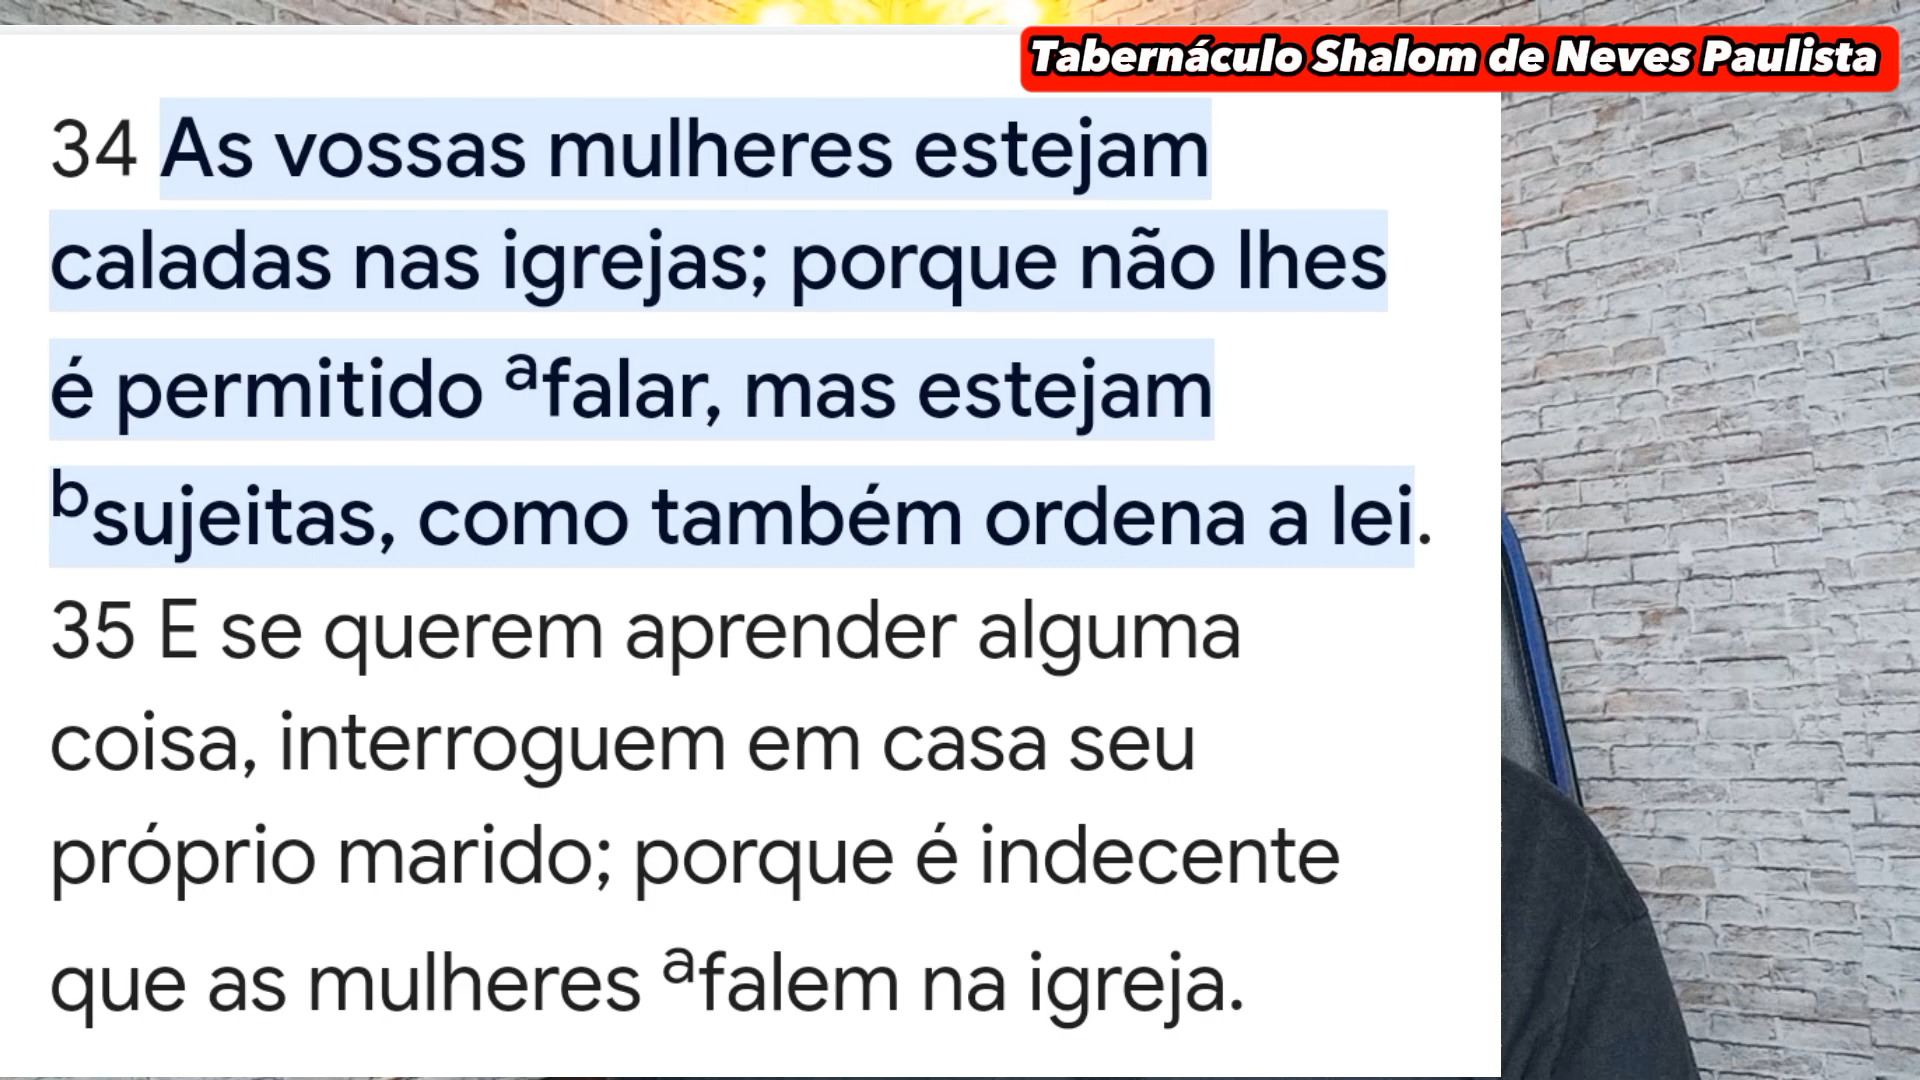 Tabernáculo Shalom de Neves Paulista
34 As vossas mulheres estejam
caladas nas igrejas; porque não lhes
é permitido ᵃfalar, mas estejam
ᵇsujeitas, como também ordena a lei.
35 E se querem aprender alguma
coisa, interroguem em casa seu
próprio marido; porque é indecente
que as mulheres ᵃfalem na igreja.